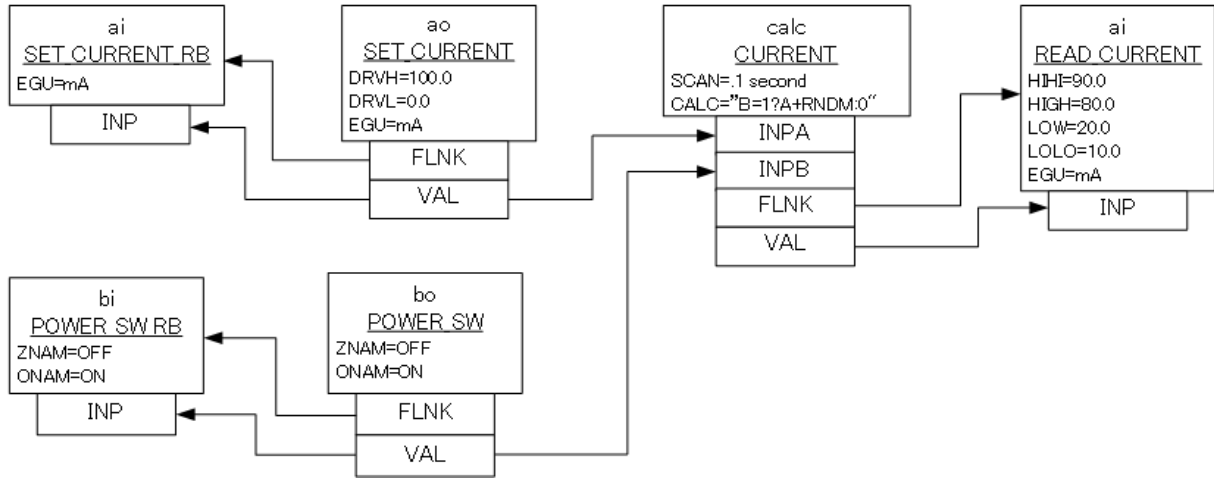 ai
SET_CURRENT_RB
EGU=mA
INP
ao
SET_CURRENT
DRVH=100.0
DRVL=0.0
EGU=mA
FLNK
VAL
calc
CURRENT
SCAN=.1 second
CALC="B=1?A+RNDM:0"
INPA
INPB
FLNK
VAL
ai
READ_CURRENT
HIHI=90.0
HIGH=80.0
LOW=20.0
LOLO=10.0
EGU=mA
INP
bi
POWER_SW_RB
ZNAM=OFF
ONAM=ON
INP
bo
POWER_SW
ZNAM=OFF
ONAM=ON
FLNK
VAL